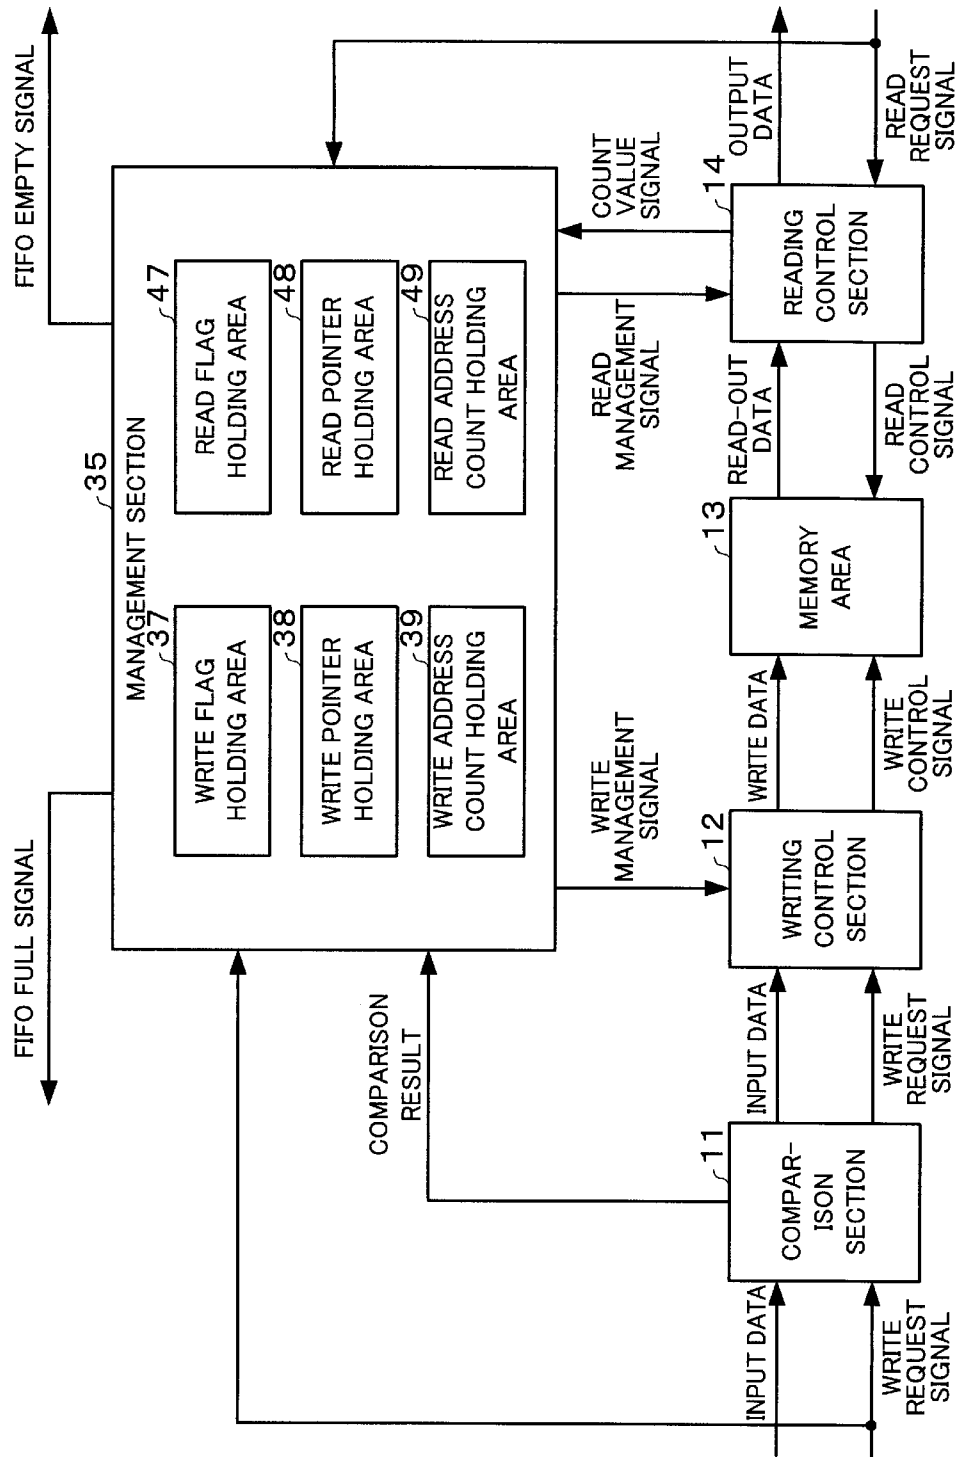 FIFO FULL SIGNAL
FIFO EMPTY SIGNAL
35
MANAGEMENT SECTION
37
WRITE FLAG
HOLDING AREA
47
READ FLAG
HOLDING AREA
38
WRITE POINTER
HOLDING AREA
48
READ POINTER
HOLDING AREA
39
WRITE ADDRESS
COUNT HOLDING
AREA
49
READ ADDRESS
COUNT HOLDING
AREA
COMPARISON
RESULT
WRITE
MANAGEMENT
SIGNAL
READ
MANAGEMENT
SIGNAL
COUNT
VALUE
SIGNAL
INPUT DATA
WRITE
REQUEST
SIGNAL
11
COMPAR-
ISON
SECTION
INPUT DATA
WRITE
REQUEST
SIGNAL
12
WRITING
CONTROL
SECTION
WRITE DATA
WRITE
CONTROL
SIGNAL
13
MEMORY
AREA
READ-OUT
DATA
READ
CONTROL
SIGNAL
14
READING
CONTROL
SECTION
OUTPUT
DATA
READ
REQUEST
SIGNAL